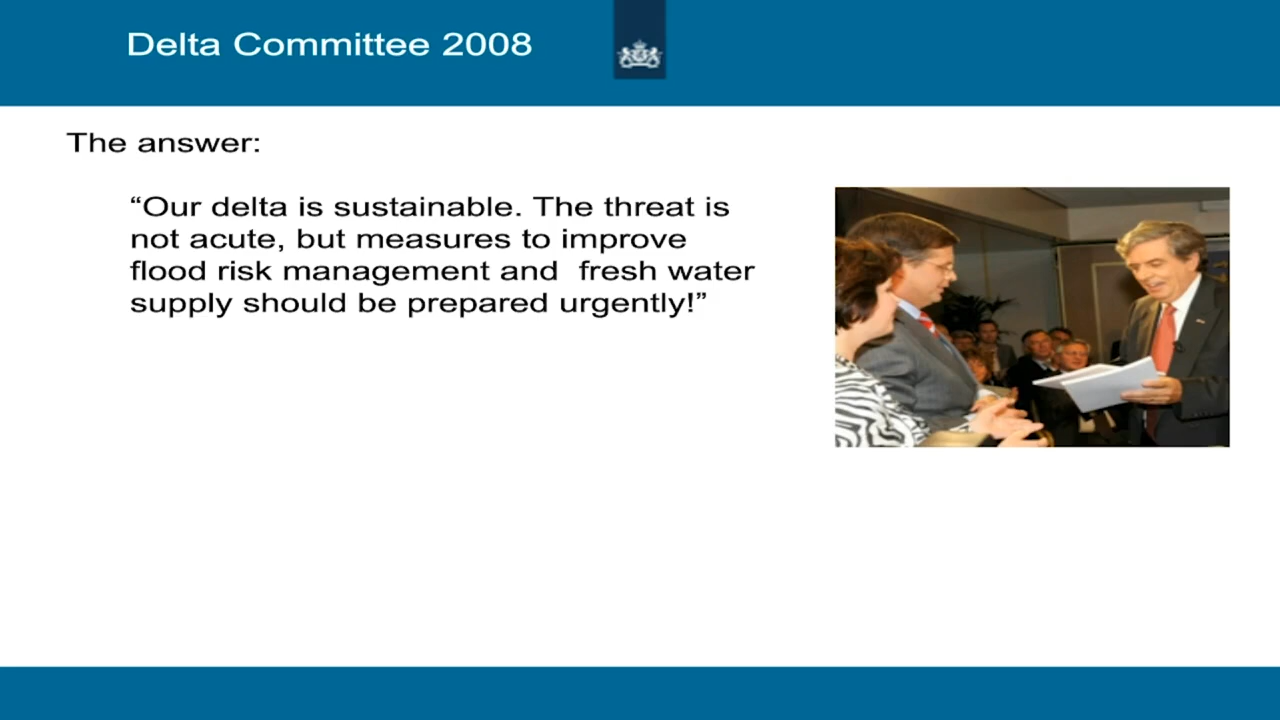 Delta Committee 2008
The answer:
“Our delta is sustainable. The threat is
not acute, but measures to improve
flood risk management and  fresh water
supply should be prepared urgently!”